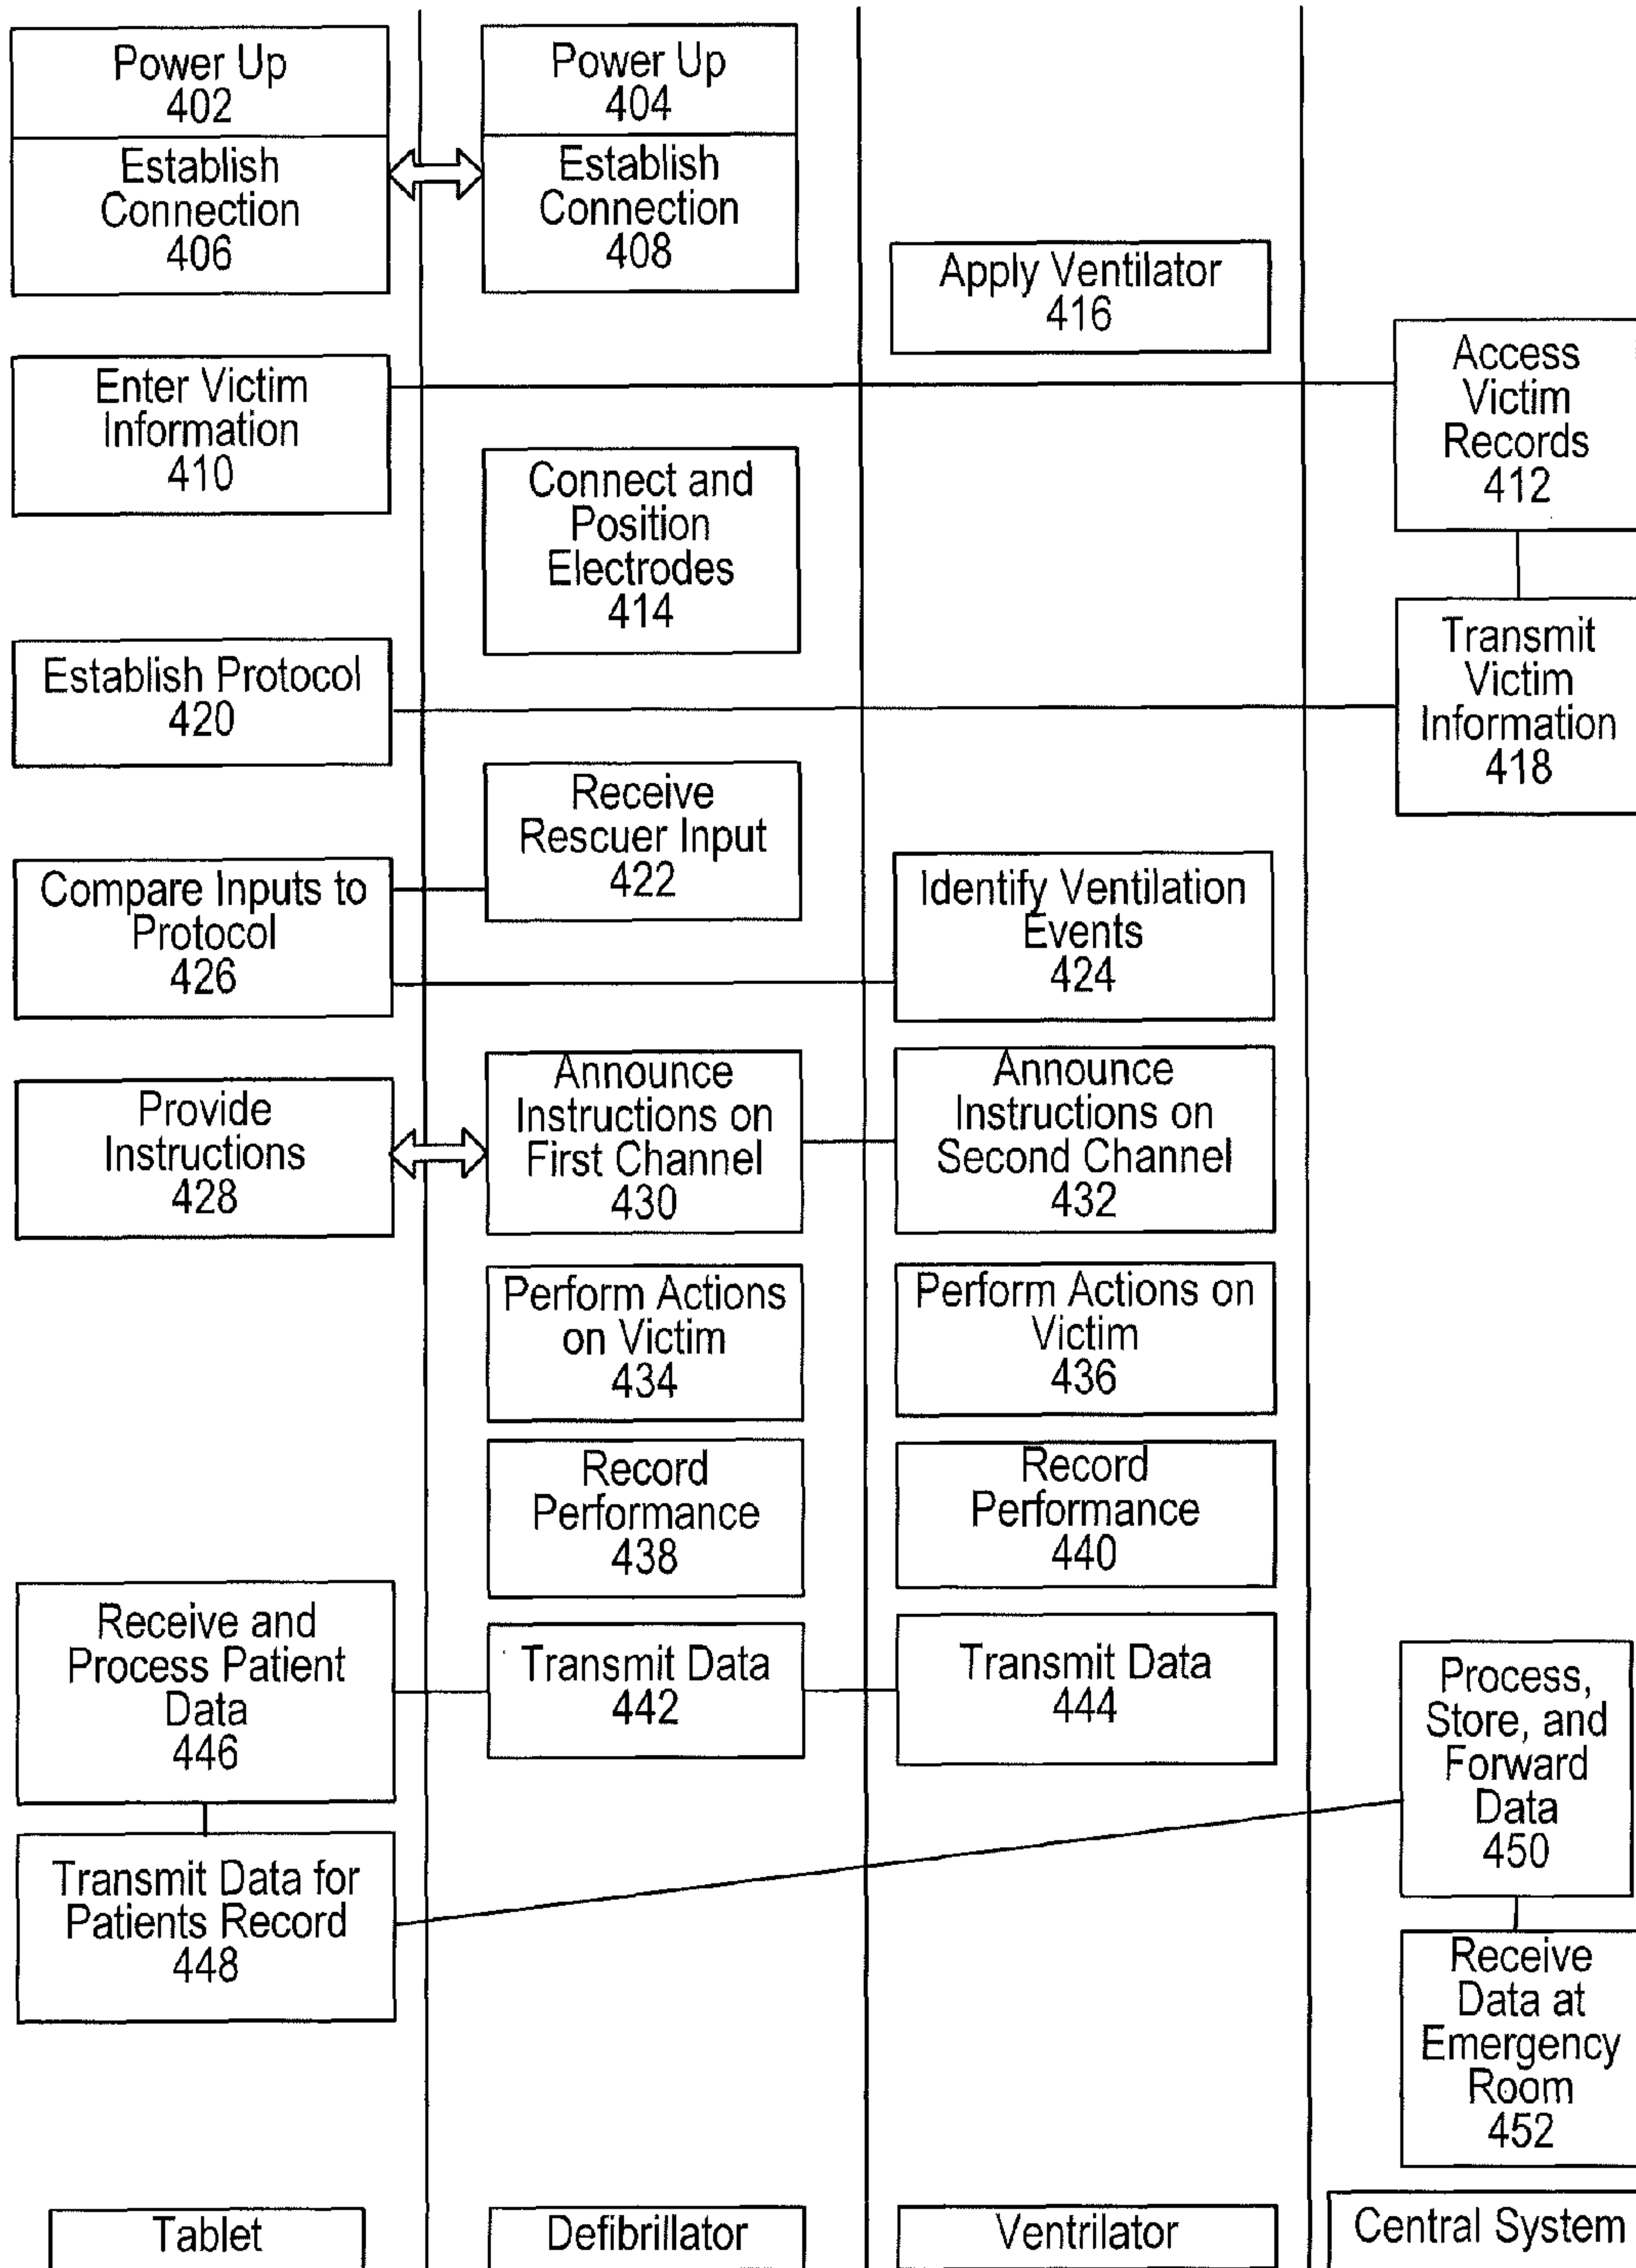 Power Up
402
Establish
Connection
406
Power Up
404
Establish
Connection
408
Apply Ventilator
416
Enter Victim
Information
410
Access
Victim
Records
412
Connect and
Position
Electrodes
414
Transmit
Victim
Information
418
Establish Protocol
420
Receive
Rescuer Input
422
Compare Inputs to
Protocol
426
Identify Ventilation
Events
424
Provide
Instructions
428
Announce
Instructions on
First Channel
430
Announce
Instructions on
Second Channel
432
Perform Actions
on Victim
434
Perform Actions on
Victim
436
Record
Performance
438
Record
Performance
440
Receive and
Process Patient
Data
446
Transmit Data
442
Transmit Data
444
Process,
Store, and
Forward
Data
450
Transmit Data for
Patients Record
448
Receive
Data at
Emergency
Room
452
Tablet
Defibrillator
Ventrilator
Central System